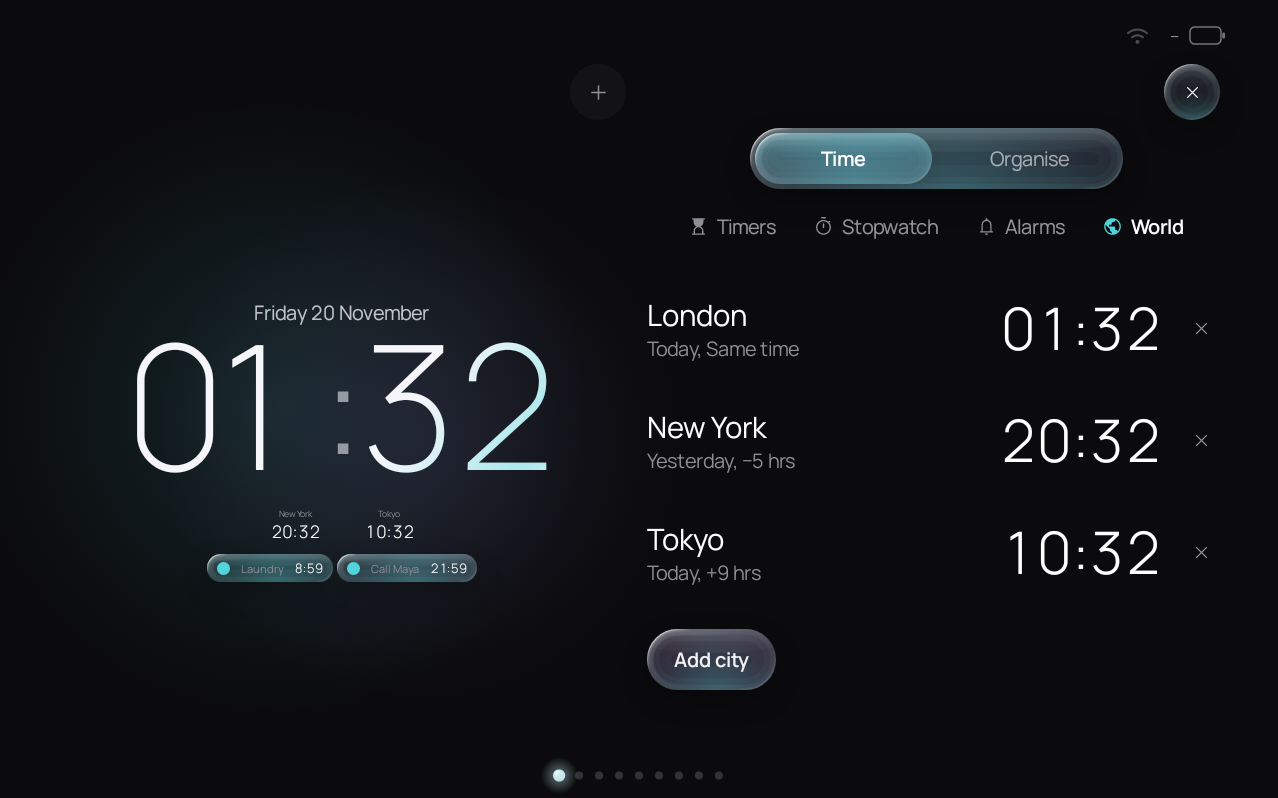 –
+
Time Organise
Timers Stopwatch Alarms World
Friday 20 November
01:32
New York Tokyo
20:32 10:32
Laundry 8:59 Call Maya 21:59
London
Today, Same time
01:32
New York
Yesterday, −5 hrs
20:32
Tokyo
Today, +9 hrs
10:32
Add city